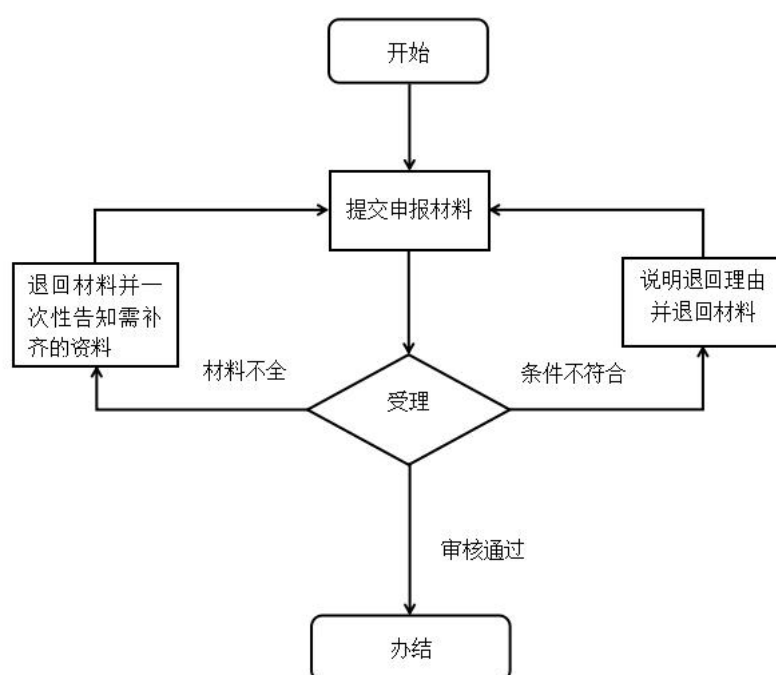 开始
提交申报材料
退回材料并一
次性告知需补
齐的资料
说明退回理由
并退回材料
材料不全
条件不符合
受理
审核通过
办结